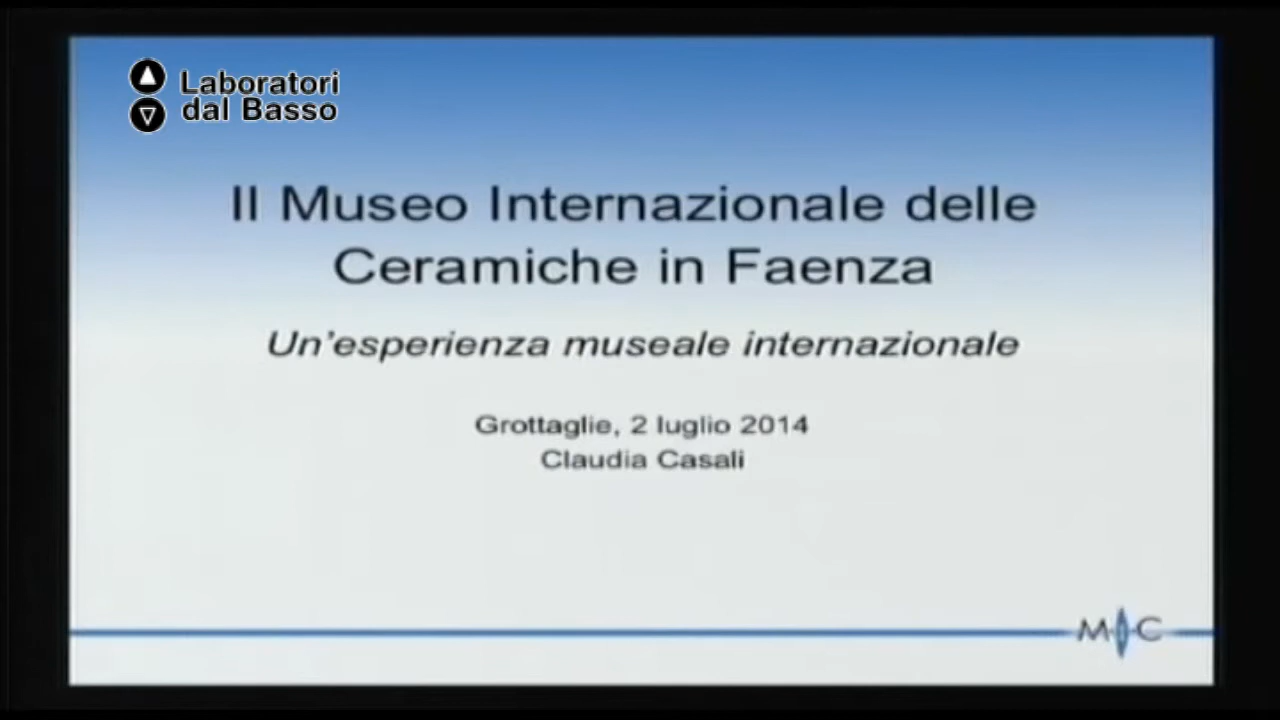 Laboratori
dal Basso
Il Museo Internazionale delle
Ceramiche in Faenza
Un'esperienza museale internazionale
Grottaglie, 2 luglio 2014
Claudia Casali
MIC